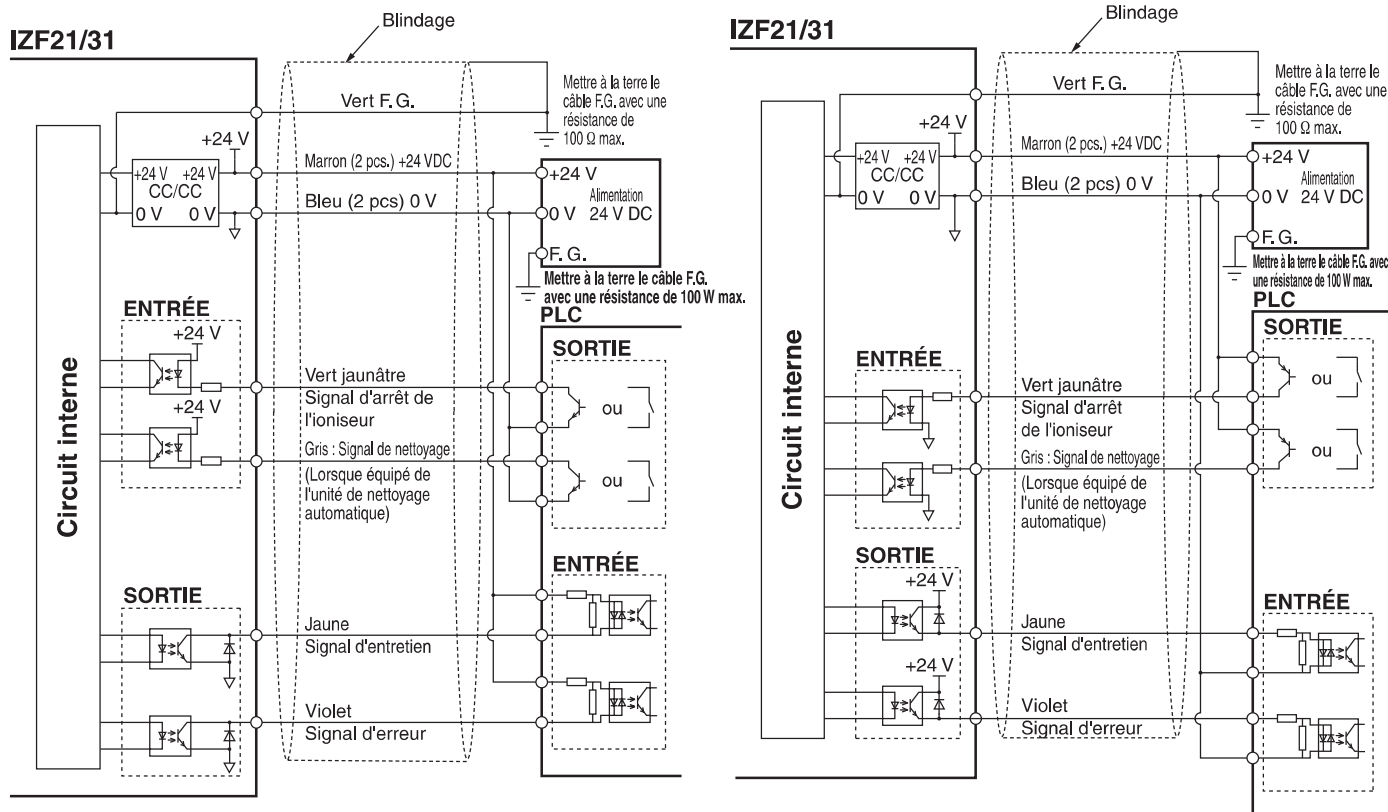 IZF21/31
Blindage
Vert F.G.
Mettre à la terre le
câble F.G. avec une
résistance de
100 Ω max.
+24 V
Marron (2 pcs.) +24 VDC
+24 V +24 V
CC/CC
0 V 0 V
Bleu (2 pcs) 0 V
+24 V
Alimentation
0 V 24 V DC
F.G.
Mettre à la terre le câble F.G.
avec une résistance de 100 W max.
PLC
Circuit interne
ENTRÉE
+24 V
+24 V
Vert jaunâtre
Signal d'arrêt de
l'ioniseur
Gris : Signal de nettoyage
(Lorsque équipé de
l'unité de nettoyage
automatique)
SORTIE
ou
ou
SORTIE
Jaune
Signal d'entretien
Violet
Signal d'erreur
ENTRÉE
IZF21/31
Blindage
Vert F.G.
Mettre à la terre le
câble F.G. avec une
résistance de
100 Ω max.
+24 V
Marron (2 pcs.) +24 VDC
+24 V +24 V
CC/CC
0 V 0 V
Bleu (2 pcs) 0 V
+24 V
Alimentation
0 V 24 V DC
F.G.
Mettre à la terre le câble F.G. avec
une résistance de 100 W max.
PLC
Circuit interne
ENTRÉE
Vert jaunâtre
Signal d'arrêt
de l'ioniseur
Gris : Signal de nettoyage
(Lorsque équipé de
l'unité de nettoyage
automatique)
SORTIE
ou
ou
SORTIE
+24 V
+24 V
Jaune
Signal d'entretien
Violet
Signal d'erreur
ENTRÉE